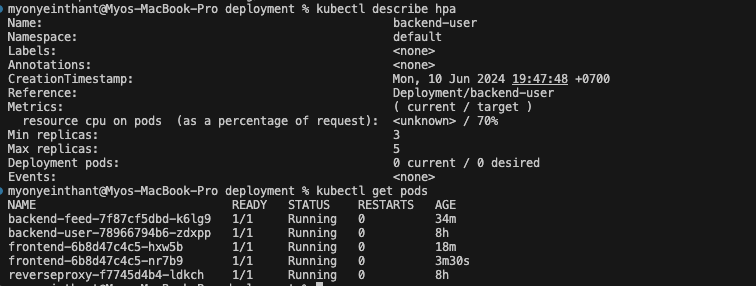 myonyeinthant@Myos-MacBook-Pro deployment % kubectl describe hpa
Name: backend-user
Namespace: default
Labels: <none>
Annotations: <none>
CreationTimestamp: Mon, 10 Jun 2024 19:47:48 +0700
Reference: Deployment/backend-user
Metrics: ( current / target )
resource cpu on pods (as a percentage of request): <unknown> / 70%
Min replicas: 3
Max replicas: 5
Deployment pods: 0 current / 0 desired
Events: <none>
myonyeinthant@Myos-MacBook-Pro deployment % kubectl get pods
NAME READY STATUS RESTARTS AGE
backend-feed-7f87cf5dbd-k6lg9 1/1 Running 0 34m
backend-user-78966794b6-zdxpp 1/1 Running 0 8h
frontend-6b8d47c4c5-hxw5b 1/1 Running 0 18m
frontend-6b8d47c4c5-nr7b9 1/1 Running 0 3m30s
reverseproxy-f7745d4b4-ldkch 1/1 Running 0 8h